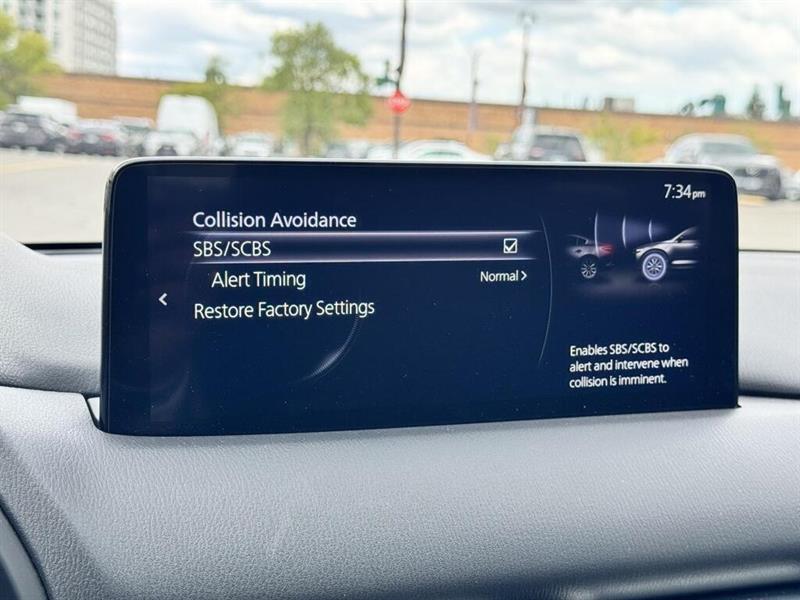 7:34pm
Collision Avoidance
SBS/SCBS
Alert Timing Normal
Restore Factory Settings
Enables SBS/SCBS to
alert and intervene when
collision is imminent.